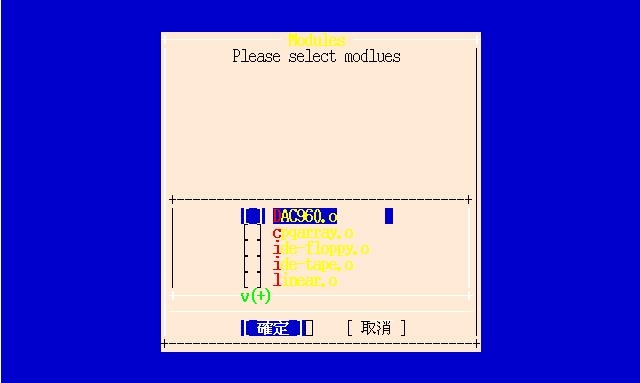 Modules
Please select modlues
[ ] DAC960.o
[ ] cpqarray.o
[ ] ide-floppy.o
[ ] ide-tape.o
[ ] linear.o
v(+)
[ 確定 ] [ 取消 ]